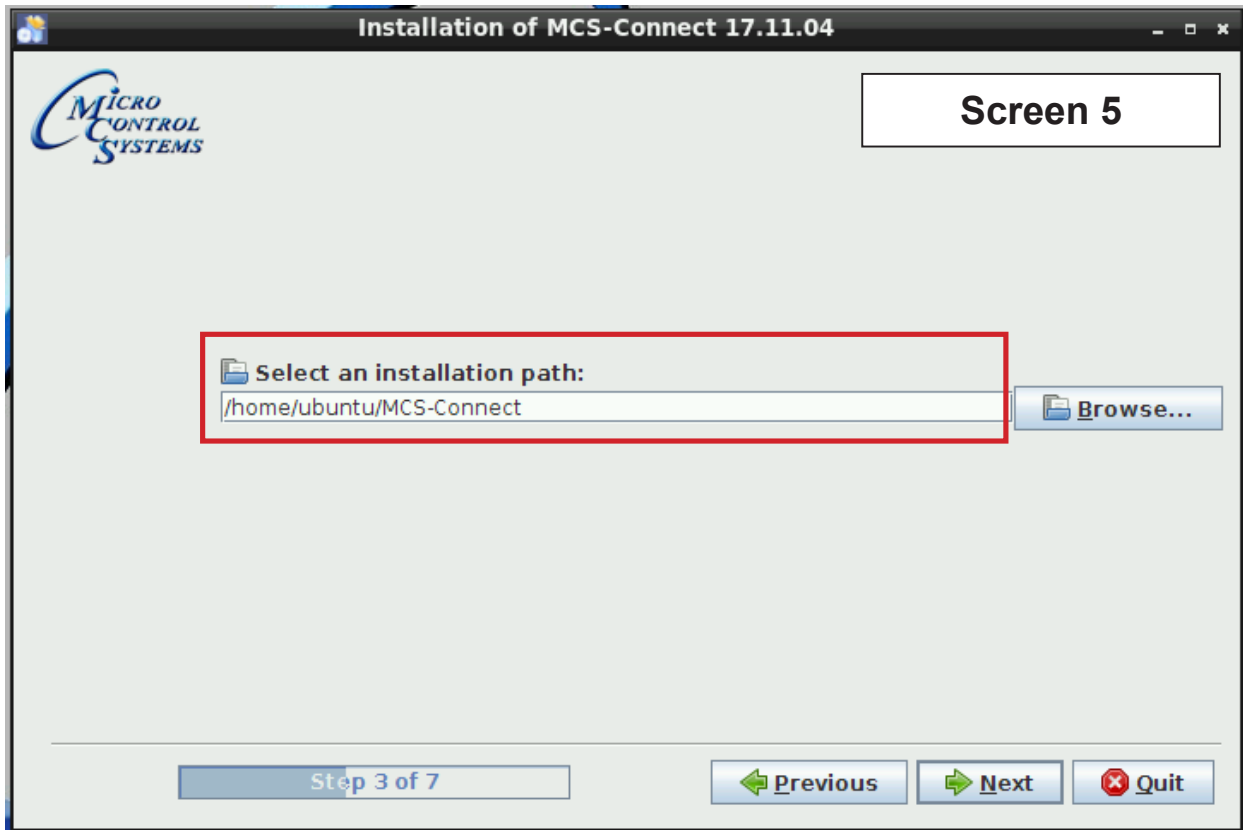 Installation of MCS-Connect 17.11.04
MICRO
CONTROL
SYSTEMS
Screen 5
Select an installation path:
/home/ubuntu/MCS-Connect
Browse...
Step 3 of 7
Previous
Next
Quit